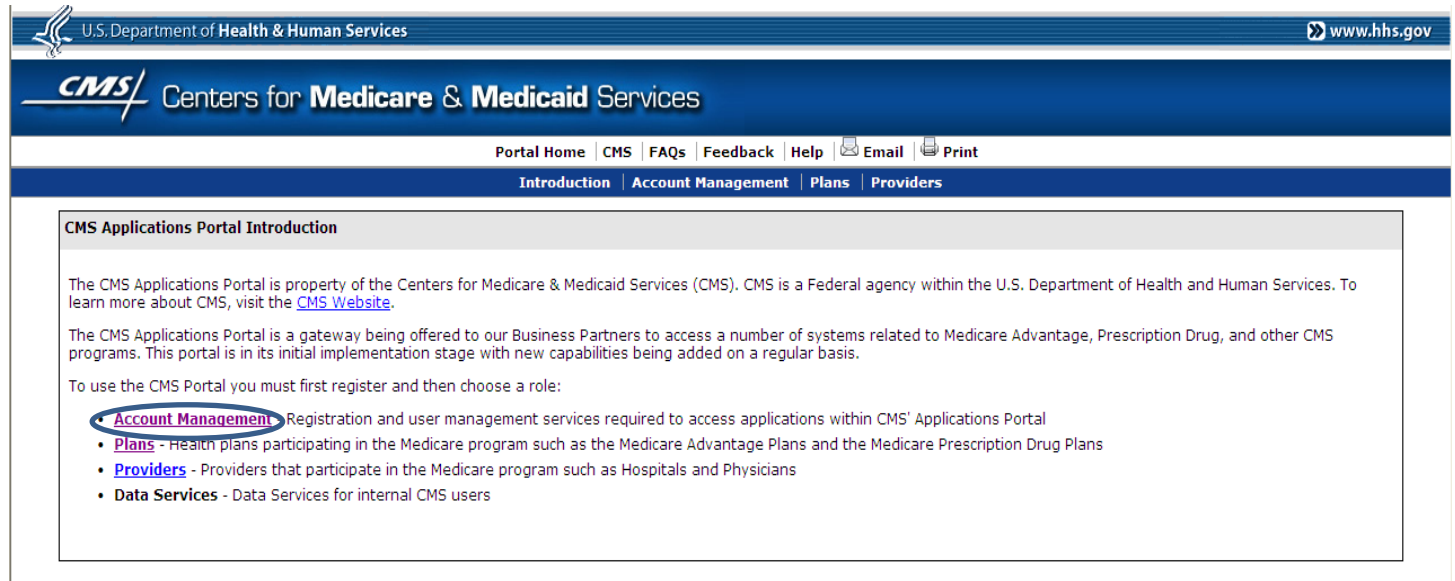 U.S. Department of Health & Human Services
www.hhs.gov
CMS Centers for Medicare & Medicaid Services
Portal Home | CMS | FAQs | Feedback | Help | Email | Print
Introduction | Account Management | Plans | Providers
CMS Applications Portal Introduction
The CMS Applications Portal is property of the Centers for Medicare & Medicaid Services (CMS). CMS is a Federal agency within the U.S. Department of Health and Human Services. To
learn more about CMS, visit the CMS Website.
The CMS Applications Portal is a gateway being offered to our Business Partners to access a number of systems related to Medicare Advantage, Prescription Drug, and other CMS
programs. This portal is in its initial implementation stage with new capabilities being added on a regular basis.
To use the CMS Portal you must first register and then choose a role:
• Account Management - Registration and user management services required to access applications within CMS' Applications Portal
• Plans - Health plans participating in the Medicare program such as the Medicare Advantage Plans and the Medicare Prescription Drug Plans
• Providers - Providers that participate in the Medicare program such as Hospitals and Physicians
• Data Services - Data Services for internal CMS users